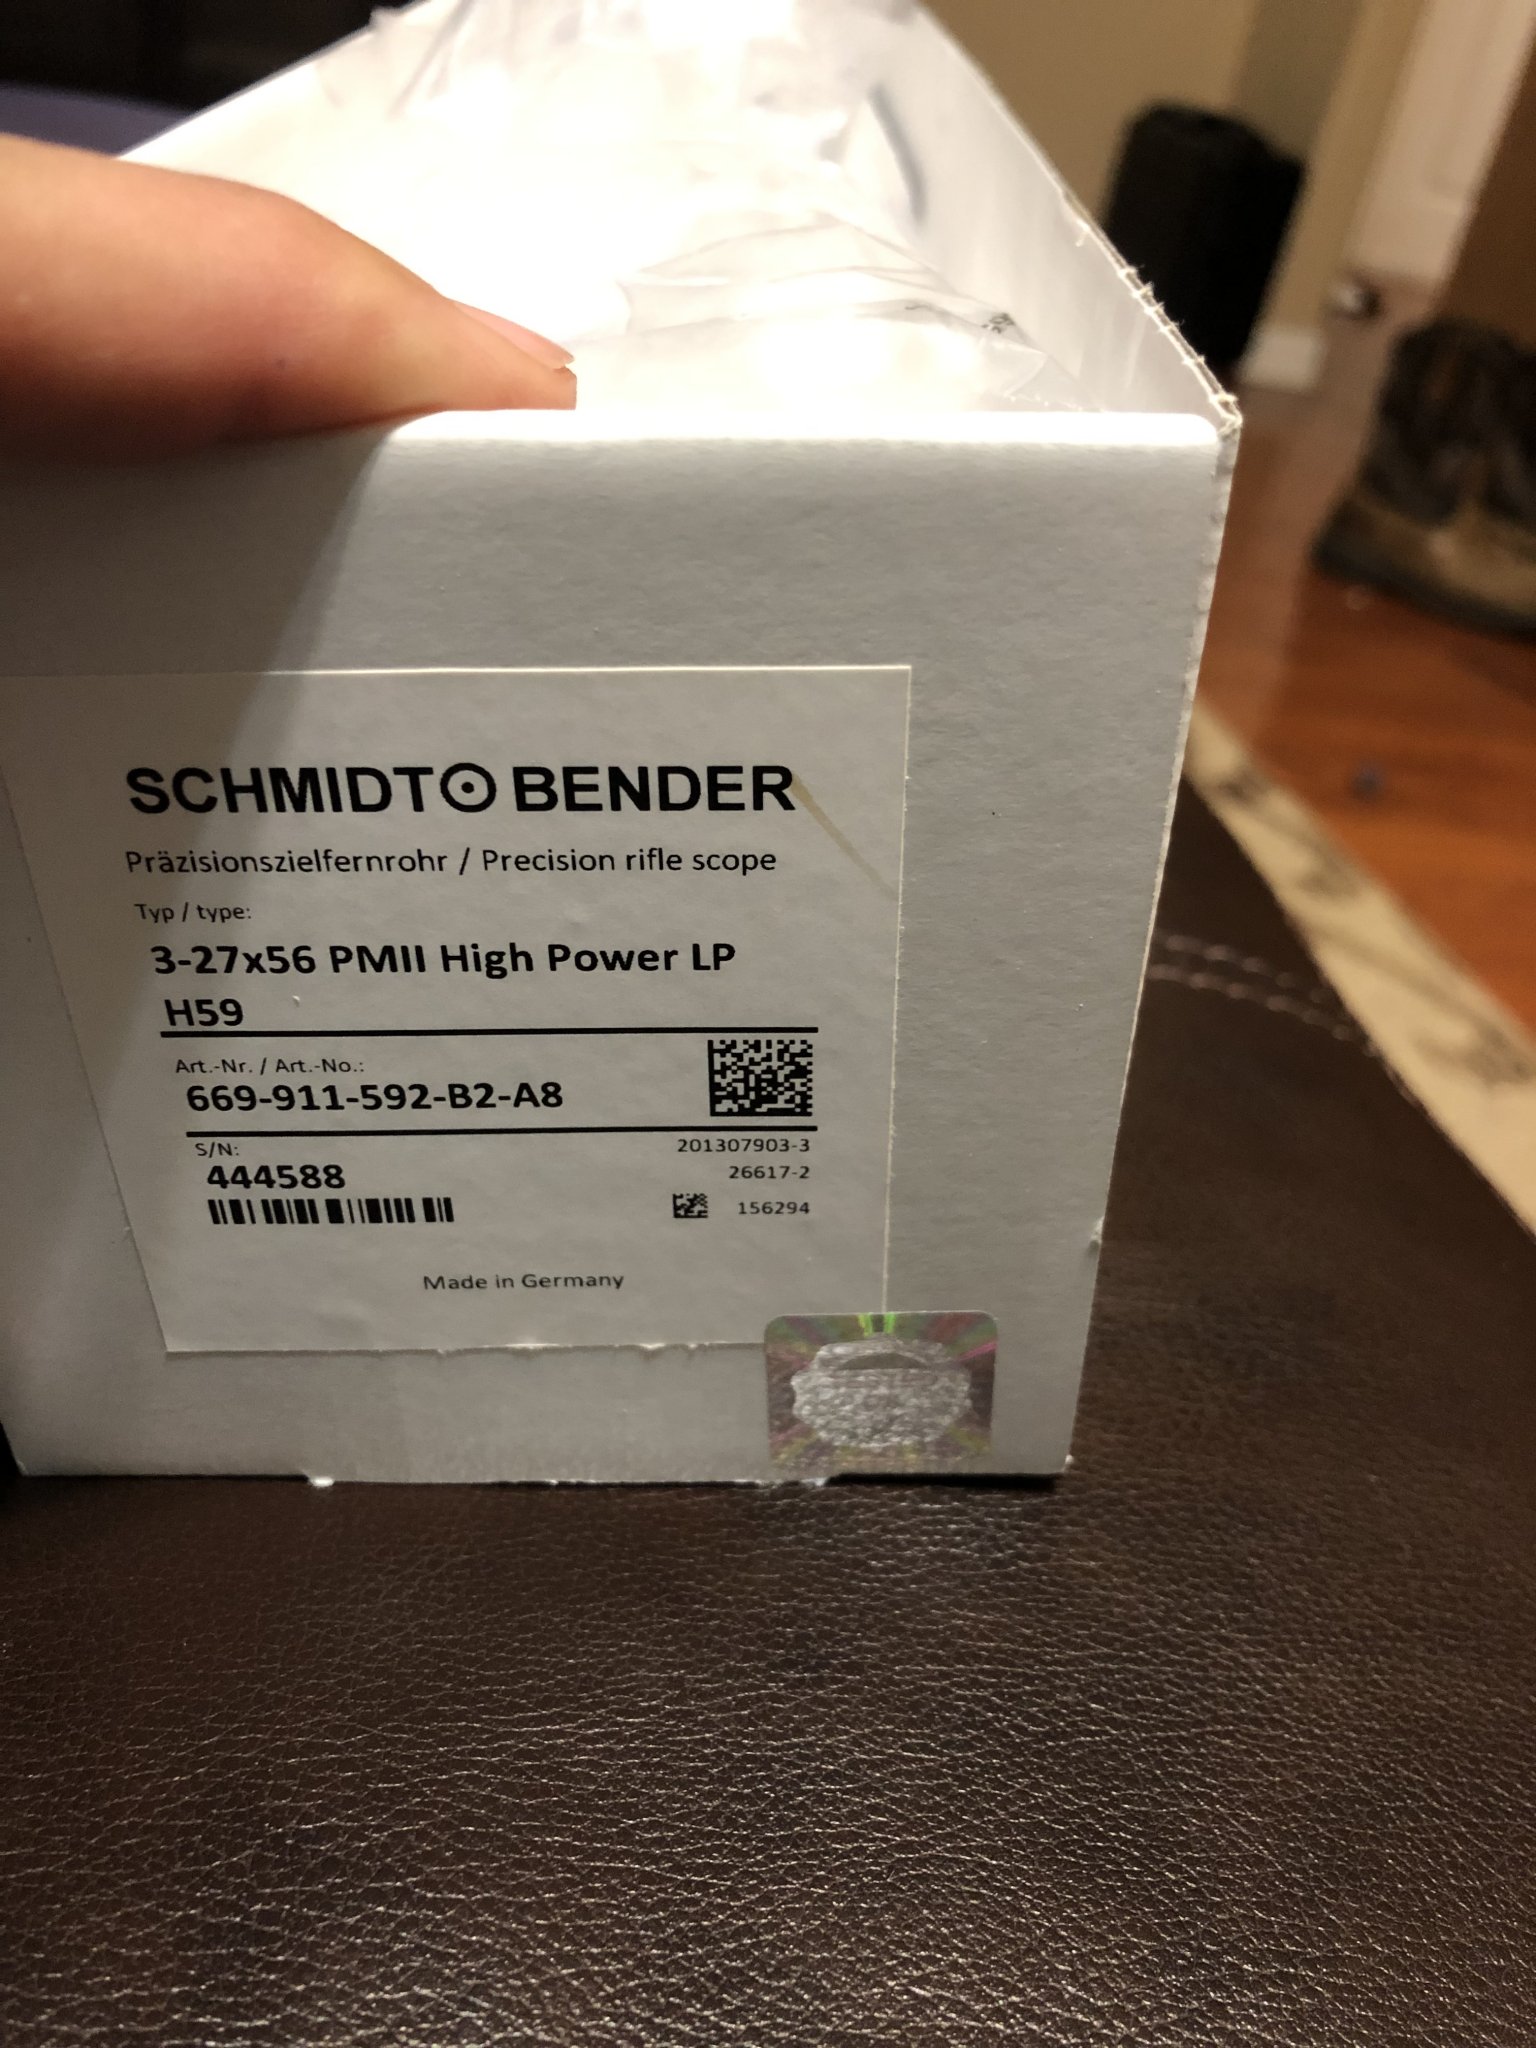 SCHMIDT BENDER
Präzisionszielfernrohr / Precision rifle scope
Typ / type:
3-27x56 PMII High Power LP
H59
Art.-Nr. / Art.-No.:
669-911-592-B2-A8
S/N:
444588
201307903-3
26617-2
156294
Made in Germany